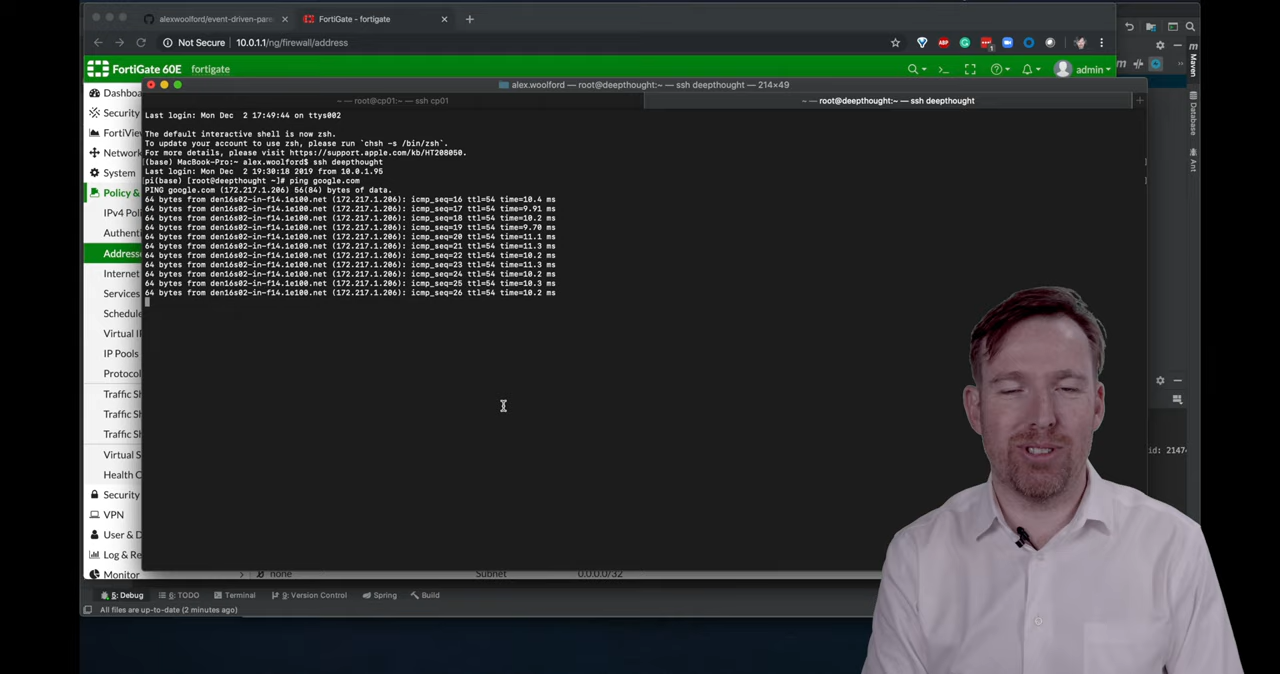 alexwoolford/event-driven-para
FortiGate - fortigate
Not Secure
10.0.1.1/ng/firewall/address
FortiGate 60E
fortigate
admin
alex.woolford — root@deepthought:~ — ssh deepthought — 214×49
~ — root@cp01:~ — ssh cp01
~ — root@deepthought:~ — ssh deepthought
Last login: Mon Dec  2 17:49:44 on ttys002
The default interactive shell is now zsh.
To update your account to use zsh, please run `chsh -s /bin/zsh`.
For more details, please visit https://support.apple.com/kb/HT208050.
[(base) MacBook-Pro:~ alex.woolford$ ssh deepthought
Last login: Mon Dec  2 19:30:18 2019 from 10.0.1.95
[pi(base) [root@deepthought ~]# ping google.com
PING google.com (172.217.1.206) 56(84) bytes of data.
64 bytes from den16s02-in-f14.1e100.net (172.217.1.206): icmp_seq=16 ttl=54 time=10.4 ms
64 bytes from den16s02-in-f14.1e100.net (172.217.1.206): icmp_seq=17 ttl=54 time=9.91 ms
64 bytes from den16s02-in-f14.1e100.net (172.217.1.206): icmp_seq=18 ttl=54 time=10.2 ms
64 bytes from den16s02-in-f14.1e100.net (172.217.1.206): icmp_seq=19 ttl=54 time=9.70 ms
64 bytes from den16s02-in-f14.1e100.net (172.217.1.206): icmp_seq=20 ttl=54 time=11.1 ms
64 bytes from den16s02-in-f14.1e100.net (172.217.1.206): icmp_seq=21 ttl=54 time=11.3 ms
64 bytes from den16s02-in-f14.1e100.net (172.217.1.206): icmp_seq=22 ttl=54 time=10.2 ms
64 bytes from den16s02-in-f14.1e100.net (172.217.1.206): icmp_seq=23 ttl=54 time=11.3 ms
64 bytes from den16s02-in-f14.1e100.net (172.217.1.206): icmp_seq=24 ttl=54 time=10.2 ms
64 bytes from den16s02-in-f14.1e100.net (172.217.1.206): icmp_seq=25 ttl=54 time=10.3 ms
64 bytes from den16s02-in-f14.1e100.net (172.217.1.206): icmp_seq=26 ttl=54 time=10.2 ms
Dashboa
Security
FortiView
Network
System
Policy &
IPv4 Poli
Authent
Address
Internet
Services
Schedule
Virtual I
IP Pools
Protocol
Traffic Sh
Traffic Sh
Traffic Sh
Virtual S
Health C
Security
VPN
User & D
Log & Re
Monitor
none
Subnet
0.0.0.0/32
Maven
Database
Ant
id: 2147
5: Debug
6: TODO
Terminal
9: Version Control
Spring
Build
All files are up-to-date (2 minutes ago)